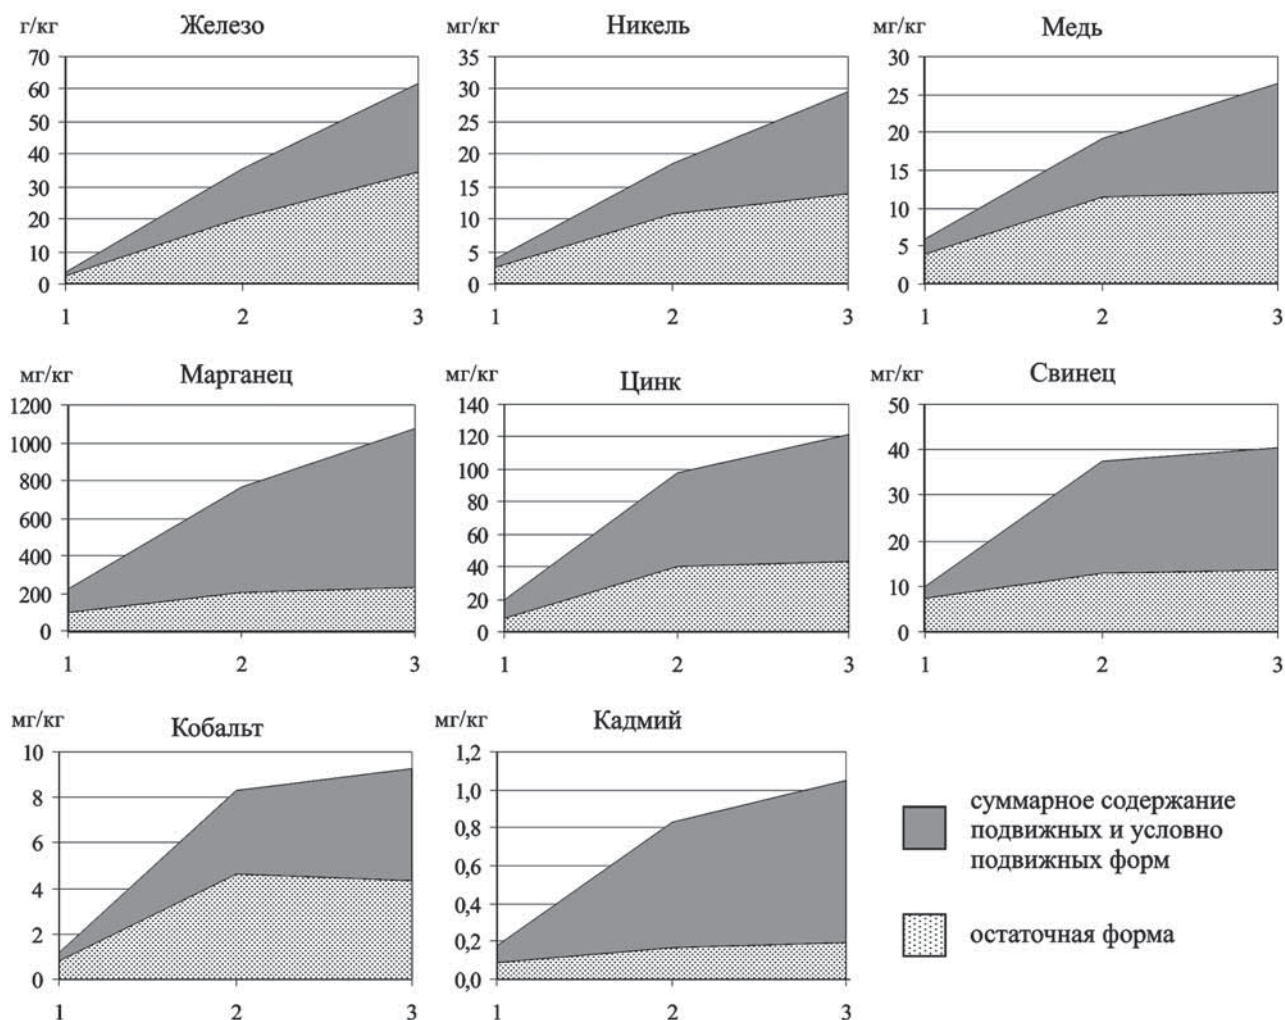 г/кг
Железо
70
60
50
40
30
20
10
0
1 2 3
мг/кг
Никель
35
30
25
20
15
10
5
0
1 2 3
мг/кг
Медь
30
25
20
15
10
5
0
1 2 3
мг/кг
Марганец
1200
1000
800
600
400
200
0
1 2 3
мг/кг
Цинк
140
120
100
80
60
40
20
0
1 2 3
мг/кг
Свинец
50
40
30
20
10
0
1 2 3
мг/кг
Кобальт
10
8
6
4
2
0
1 2 3
мг/кг
Кадмий
1,2
1,0
0,8
0,6
0,4
0,2
0,0
1 2 3
суммарное содержание
подвижных и условно
подвижных форм
остаточная форма